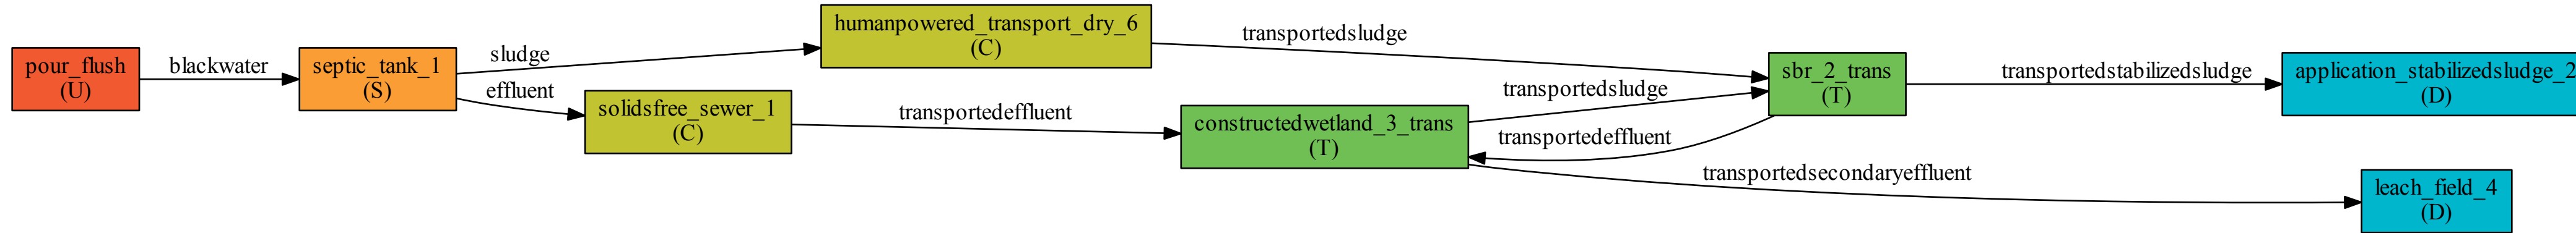 pour_flush
(U)
blackwater
septic_tank_1
(S)
sludge
effluent
humanpowered_transport_dry_6
(C)
solidsfree_sewer_1
(C)
transportedsludge
transportedeffluent
constructedwetland_3_trans
(T)
transportedsludge
transportedeffluent
sbr_2_trans
(T)
transportedstabilizedsludge
transportedsecondaryeffluent
application_stabilizedsludge_2
(D)
leach_field_4
(D)